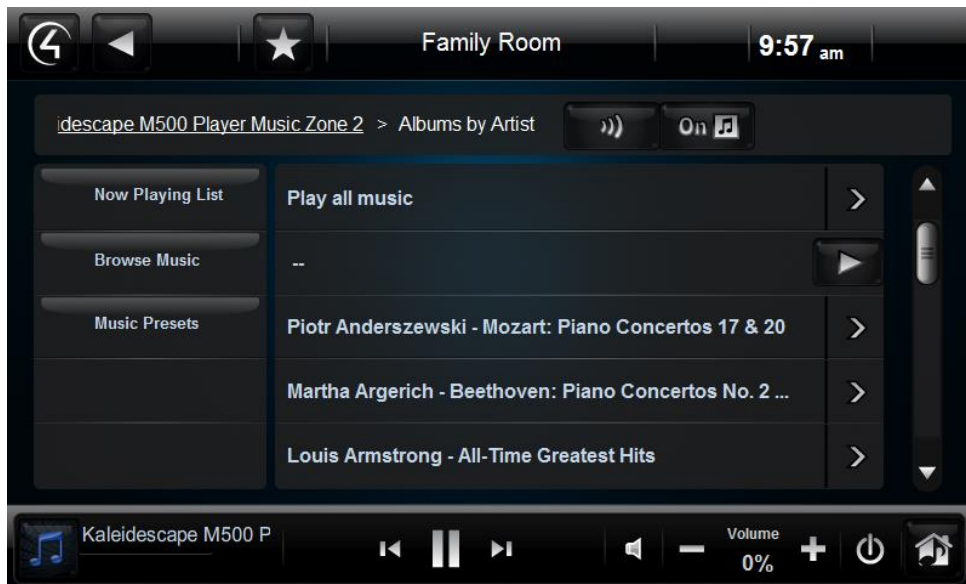 Family Room
9:57 am
idescape M500 Player Music Zone 2 > Albums by Artist
On
Now Playing List
Browse Music
Music Presets
Play all music
--
Piotr Anderszewski - Mozart: Piano Concertos 17 & 20
Martha Argerich - Beethoven: Piano Concertos No. 2 ...
Louis Armstrong - All-Time Greatest Hits
Kaleidescape M500 P
Volume
0%